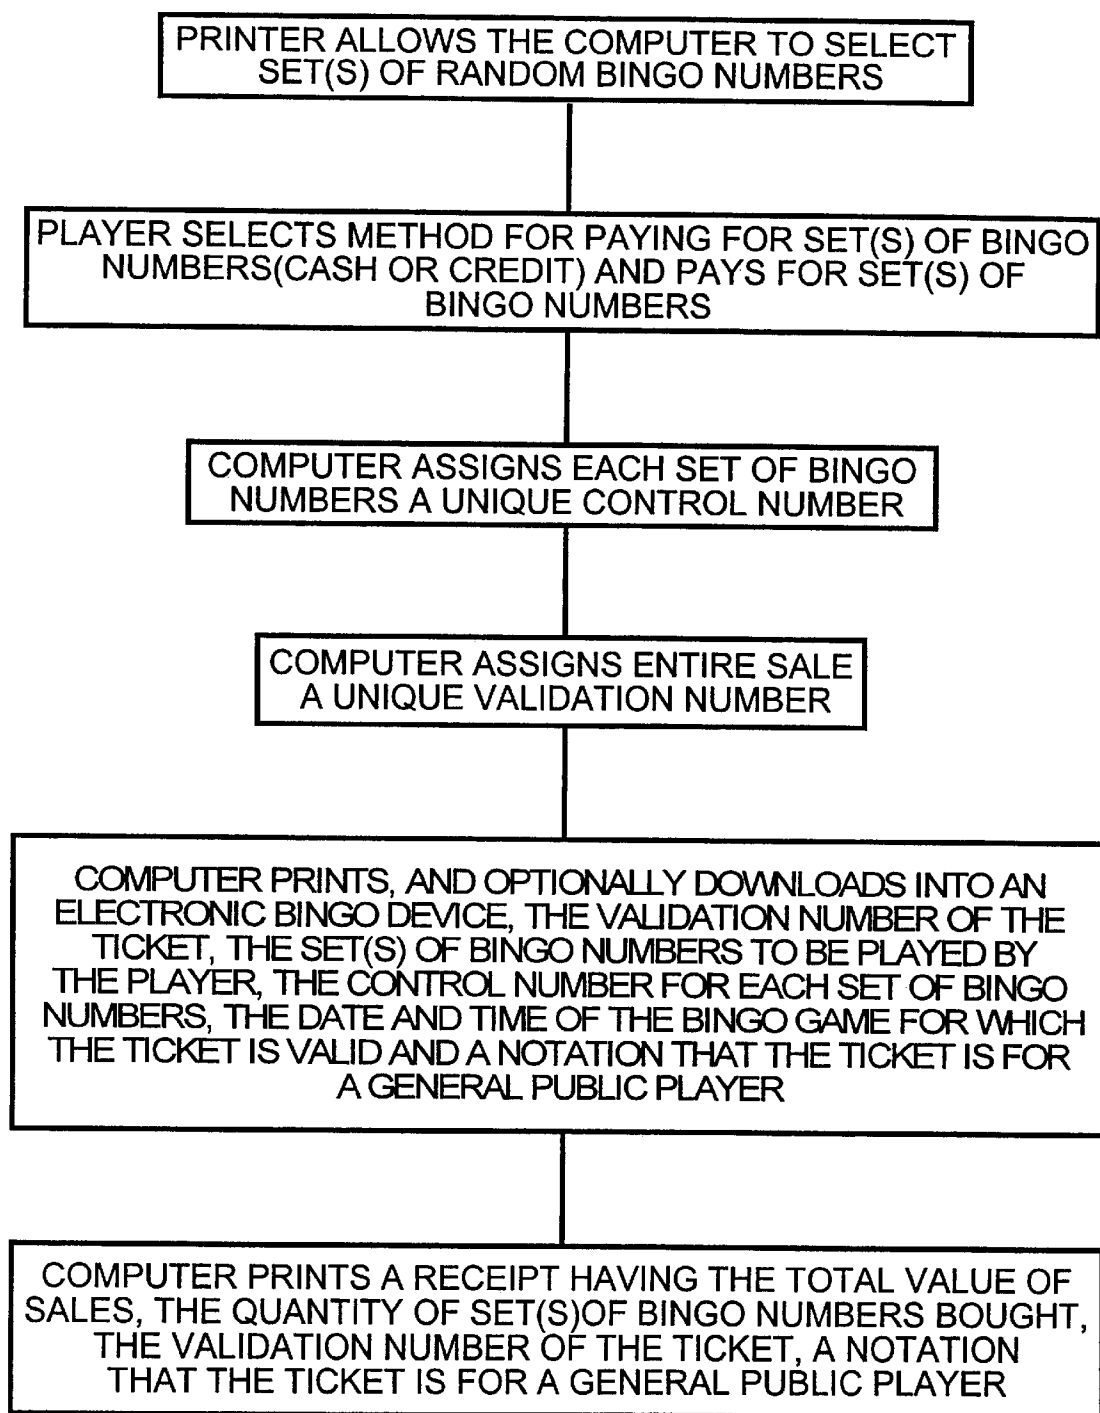 PRINTER ALLOWS THE COMPUTER TO SELECT
SET(S) OF RANDOM BINGO NUMBERS
PLAYER SELECTS METHOD FOR PAYING FOR SET(S) OF BINGO
NUMBERS(CASH OR CREDIT) AND PAYS FOR SET(S) OF
BINGO NUMBERS
COMPUTER ASSIGNS EACH SET OF BINGO
NUMBERS A UNIQUE CONTROL NUMBER
COMPUTER ASSIGNS ENTIRE SALE
A UNIQUE VALIDATION NUMBER
COMPUTER PRINTS, AND OPTIONALLY DOWNLOADS INTO AN
ELECTRONIC BINGO DEVICE, THE VALIDATION NUMBER OF THE
TICKET, THE SET(S) OF BINGO NUMBERS TO BE PLAYED BY
THE PLAYER, THE CONTROL NUMBER FOR EACH SET OF BINGO
NUMBERS, THE DATE AND TIME OF THE BINGO GAME FOR WHICH
THE TICKET IS VALID AND A NOTATION THAT THE TICKET IS FOR
A GENERAL PUBLIC PLAYER
COMPUTER PRINTS A RECEIPT HAVING THE TOTAL VALUE OF
SALES, THE QUANTITY OF SET(S)OF BINGO NUMBERS BOUGHT,
THE VALIDATION NUMBER OF THE TICKET, A NOTATION
THAT THE TICKET IS FOR A GENERAL PUBLIC PLAYER